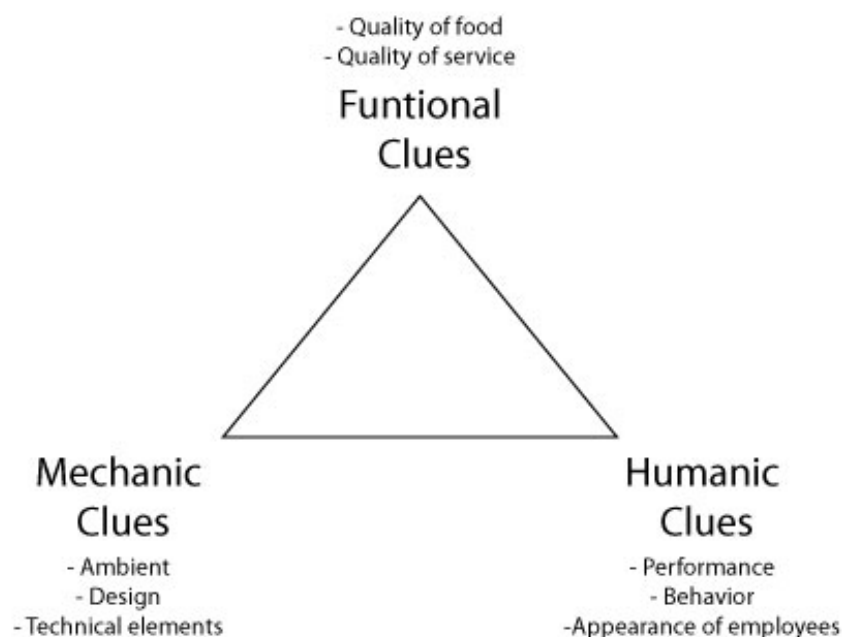 - Quality of food
- Quality of service
Funtional
Clues
Mechanic
Clues
- Ambient
- Design
- Technical elements
Humanic
Clues
- Performance
- Behavior
-Appearance of employees